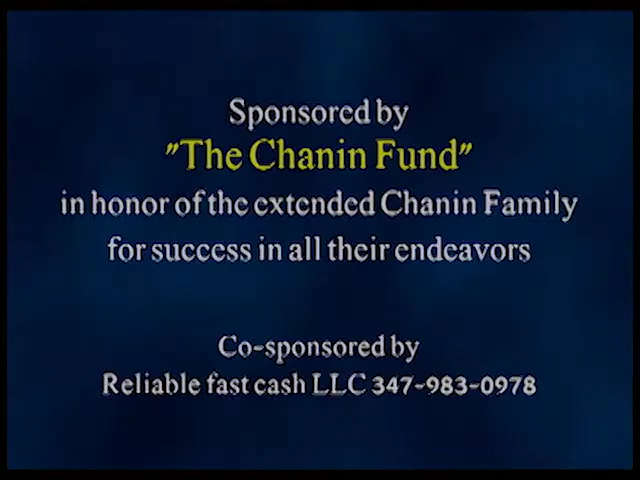 Sponsored by
"The Chanin Fund"
in honor of the extended Chanin Family
for success in all their endeavors
Co-sponsored by
Reliable fast cash LLC 347-983-0978